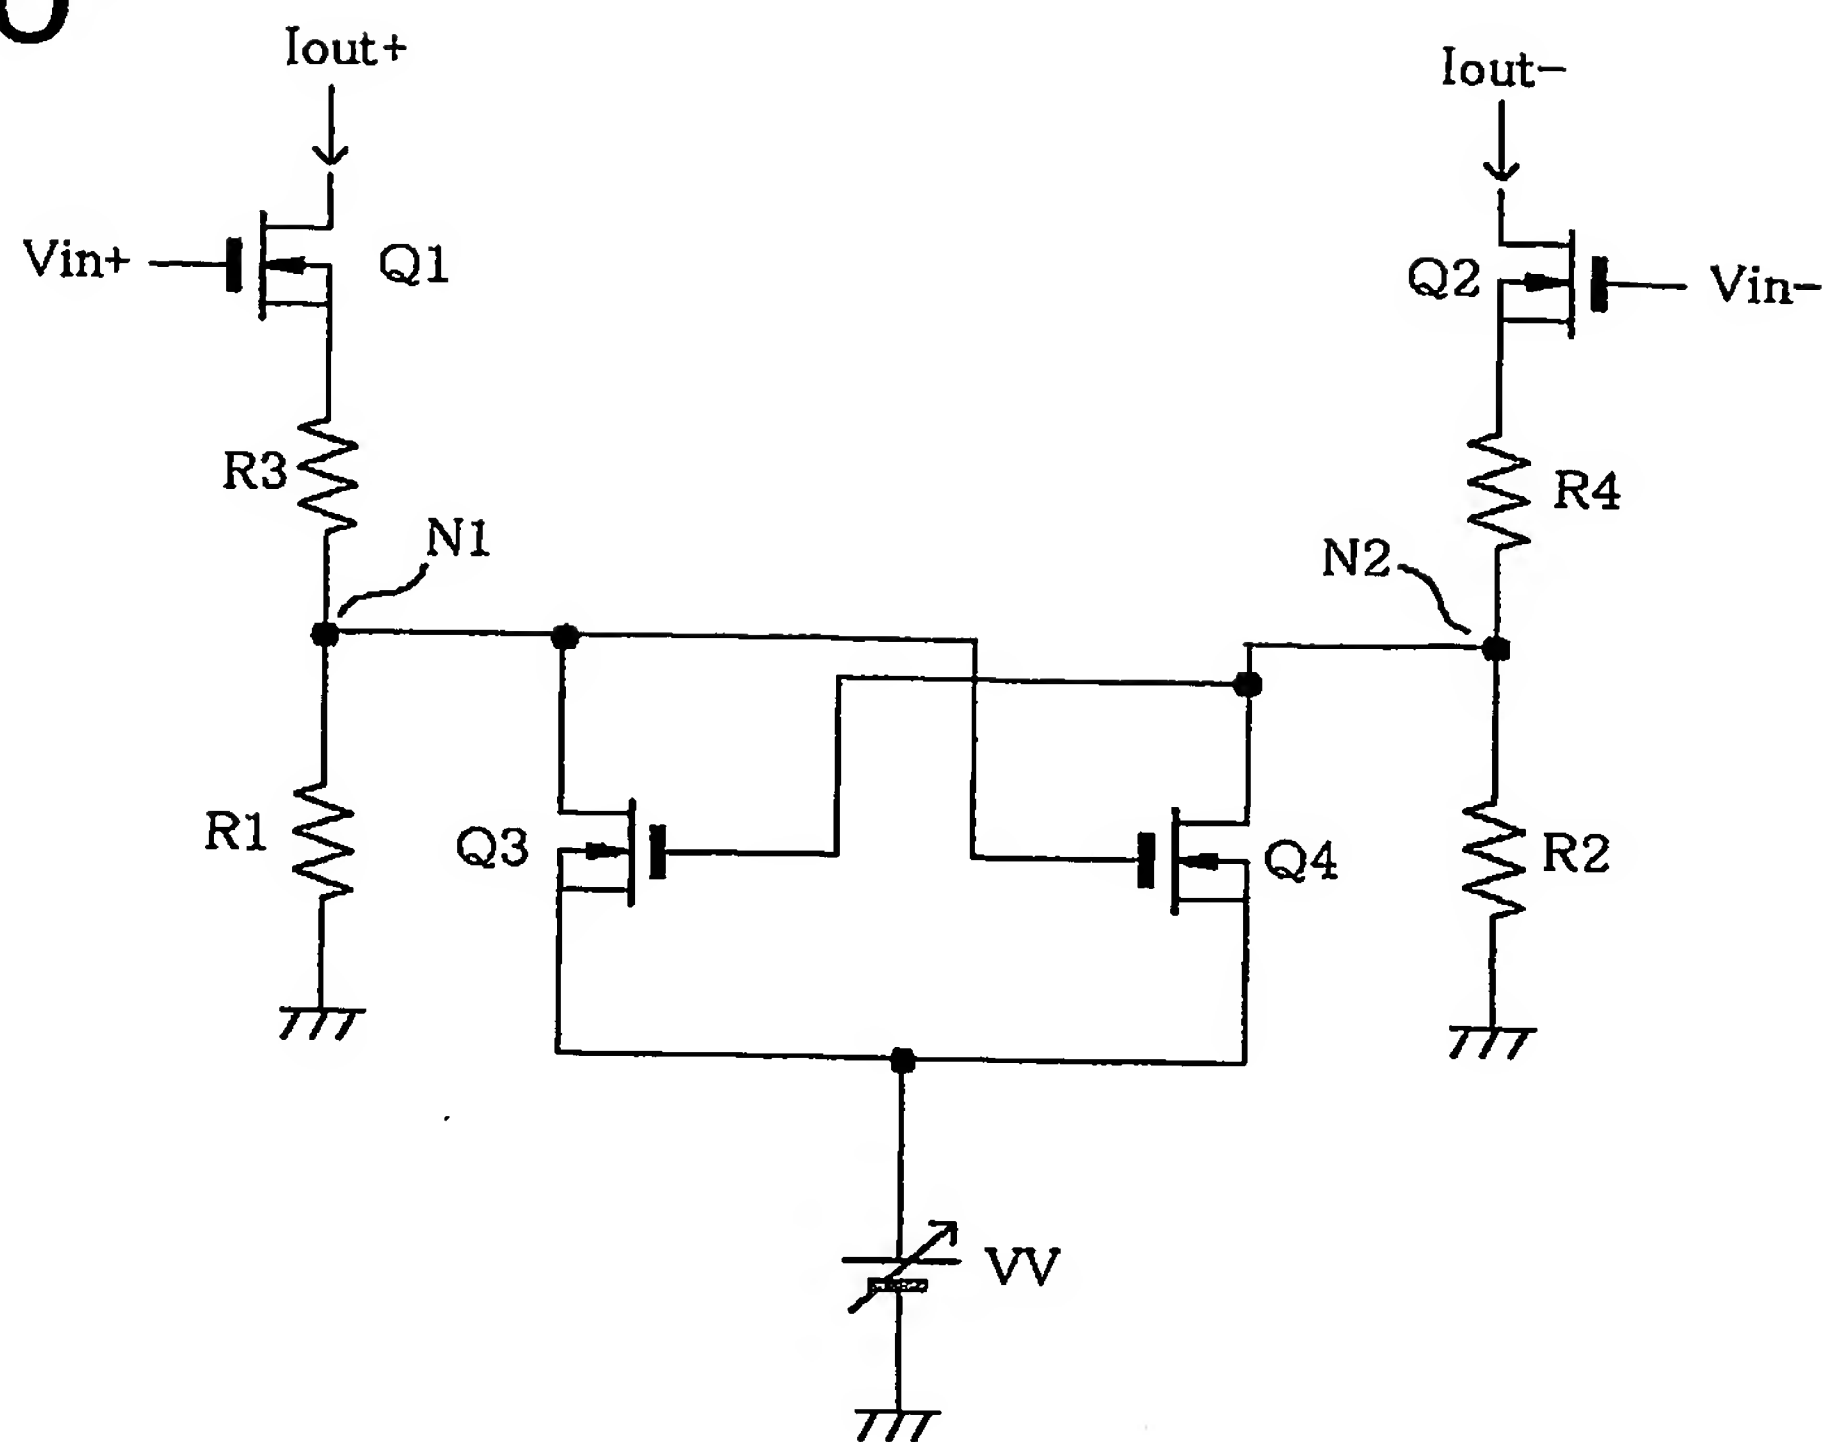 Iout+
Iout-
Vin+
Q1
Q2
Vin-
R3
R4
N1
N2
R1
Q3
Q4
R2
VV